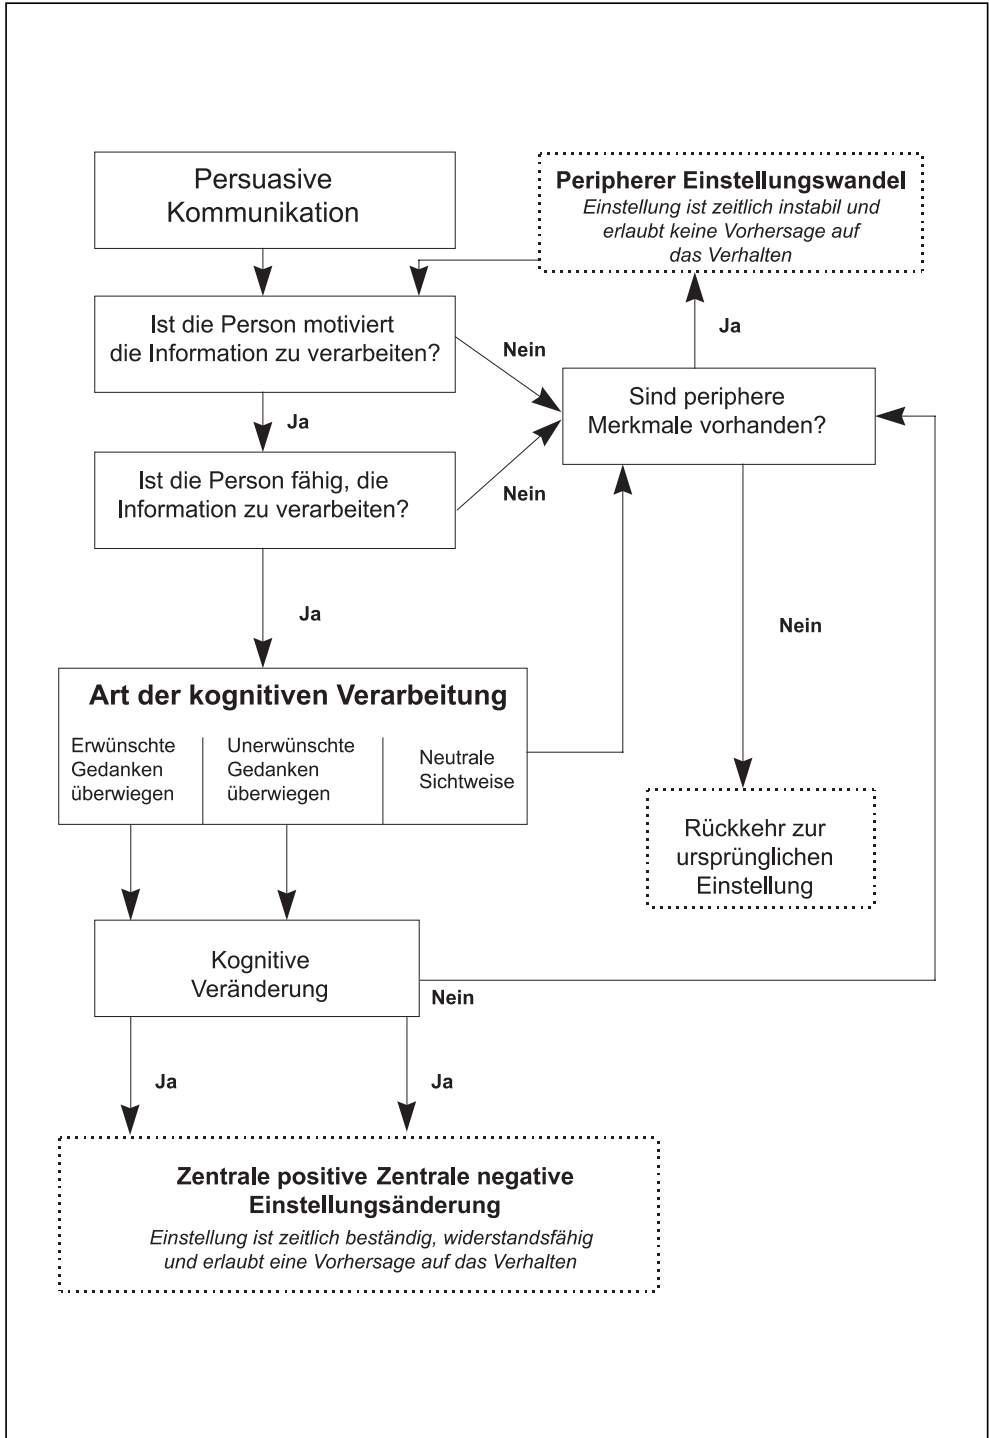 Persuasive
Kommunikation
Peripherer Einstellungswandel
Einstellung ist zeitlich instabil und
erlaubt keine Vorhersage auf
das Verhalten
Ist die Person motiviert
die Information zu verarbeiten?
Nein
Ja
Sind periphere
Merkmale vorhanden?
Ja
Ist die Person fähig, die
Information zu verarbeiten?
Nein
Ja
Nein
Art der kognitiven Verarbeitung
Erwünschte
Gedanken
überwiegen
Unerwünschte
Gedanken
überwiegen
Neutrale
Sichtweise
Rückkehr zur
ursprünglichen
Einstellung
Kognitive
Veränderung
Nein
Ja
Ja
Zentrale positive Zentrale negative
Einstellungsänderung
Einstellung ist zeitlich beständig, widerstandsfähig
und erlaubt eine Vorhersage auf das Verhalten